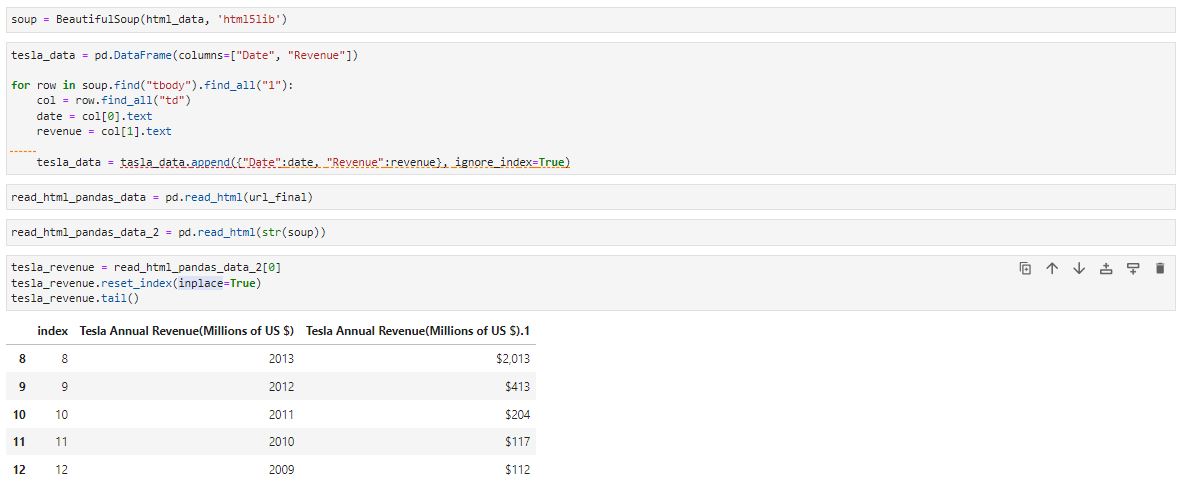 soup = BeautifulSoup(html_data, 'html5lib')
tesla_data = pd.DataFrame(columns=["Date", "Revenue"])
for row in soup.find("tbody").find_all("1"):
    col = row.find_all("td")
    date = col[0].text
    revenue = col[1].text
    tesla_data = tasla_data.append({"Date":date, "Revenue":revenue}, ignore_index=True)
read_html_pandas_data = pd.read_html(url_final)
read_html_pandas_data_2 = pd.read_html(str(soup))
tesla_revenue = read_html_pandas_data_2[0]
tesla_revenue.reset_index(inplace=True)
tesla_revenue.tail()
index Tesla Annual Revenue(Millions of US $) Tesla Annual Revenue(Millions of US $).1
8 8 2013 $2,013
9 9 2012 $413
10 10 2011 $204
11 11 2010 $117
12 12 2009 $112